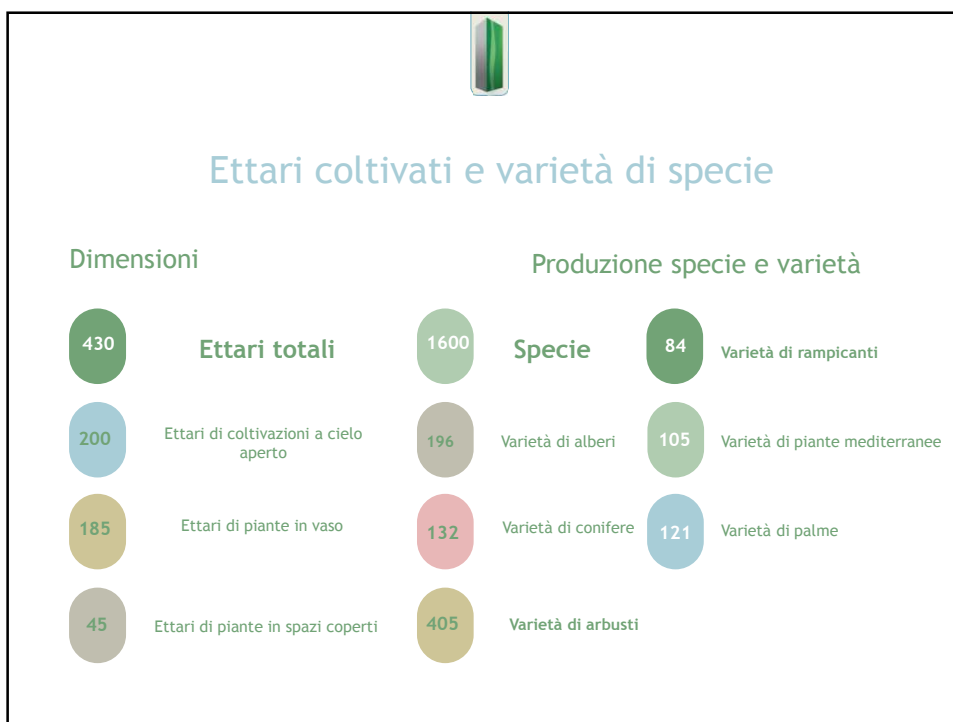 Ettari coltivati e varietà di specie
Dimensioni
430
Ettari totali
200
Ettari di coltivazioni a cielo
aperto
185
Ettari di piante in vaso
45
Ettari di piante in spazi coperti
Produzione specie e varietà
1600
Specie
196
Varietà di alberi
132
Varietà di conifere
405
Varietà di arbusti
84
Varietà di rampicanti
105
Varietà di piante mediterranee
121
Varietà di palme